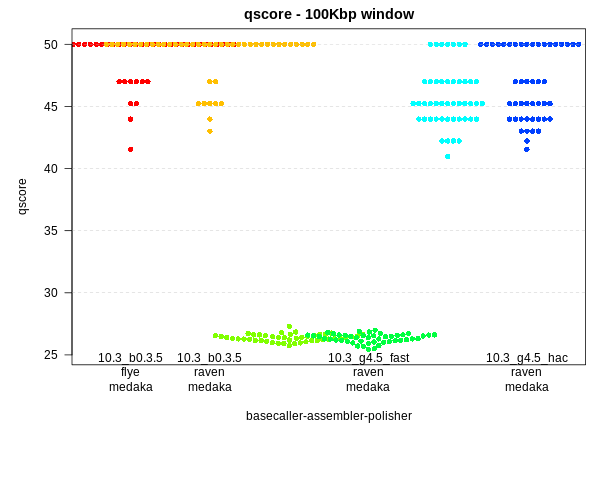 qscore - 100Kbp window
50
45
40
35
30
25
qscore
10.3_b0.3.5 10.3_b0.3.5 10.3_g4.5_fast 10.3_g4.5_hac
flye raven raven raven
medaka medaka medaka medaka
basecaller-assembler-polisher